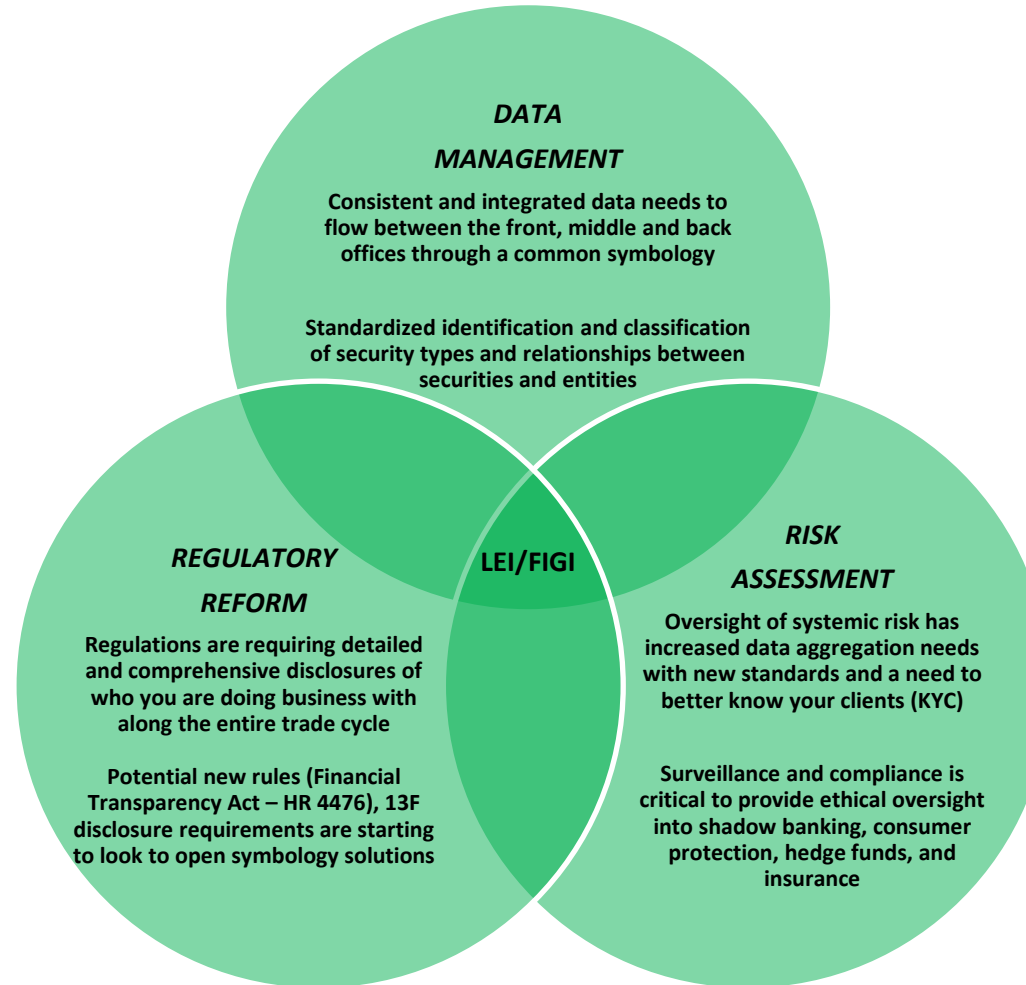 DATA
MANAGEMENT
Consistent and integrated data needs to
flow between the front, middle and back
offices through a common symbology
Standardized identification and classification
of security types and relationships between
securities and entities
LEI/FIGI
REGULATORY
REFORM
Regulations are requiring detailed
and comprehensive disclosures of
who you are doing business with
along the entire trade cycle
Potential new rules (Financial
Transparency Act – HR 4476), 13F
disclosure requirements are starting
to look to open symbology solutions
RISK
ASSESSMENT
Oversight of systemic risk has
increased data aggregation needs
with new standards and a need to
better know your clients (KYC)
Surveillance and compliance is
critical to provide ethical oversight
into shadow banking, consumer
protection, hedge funds, and
insurance